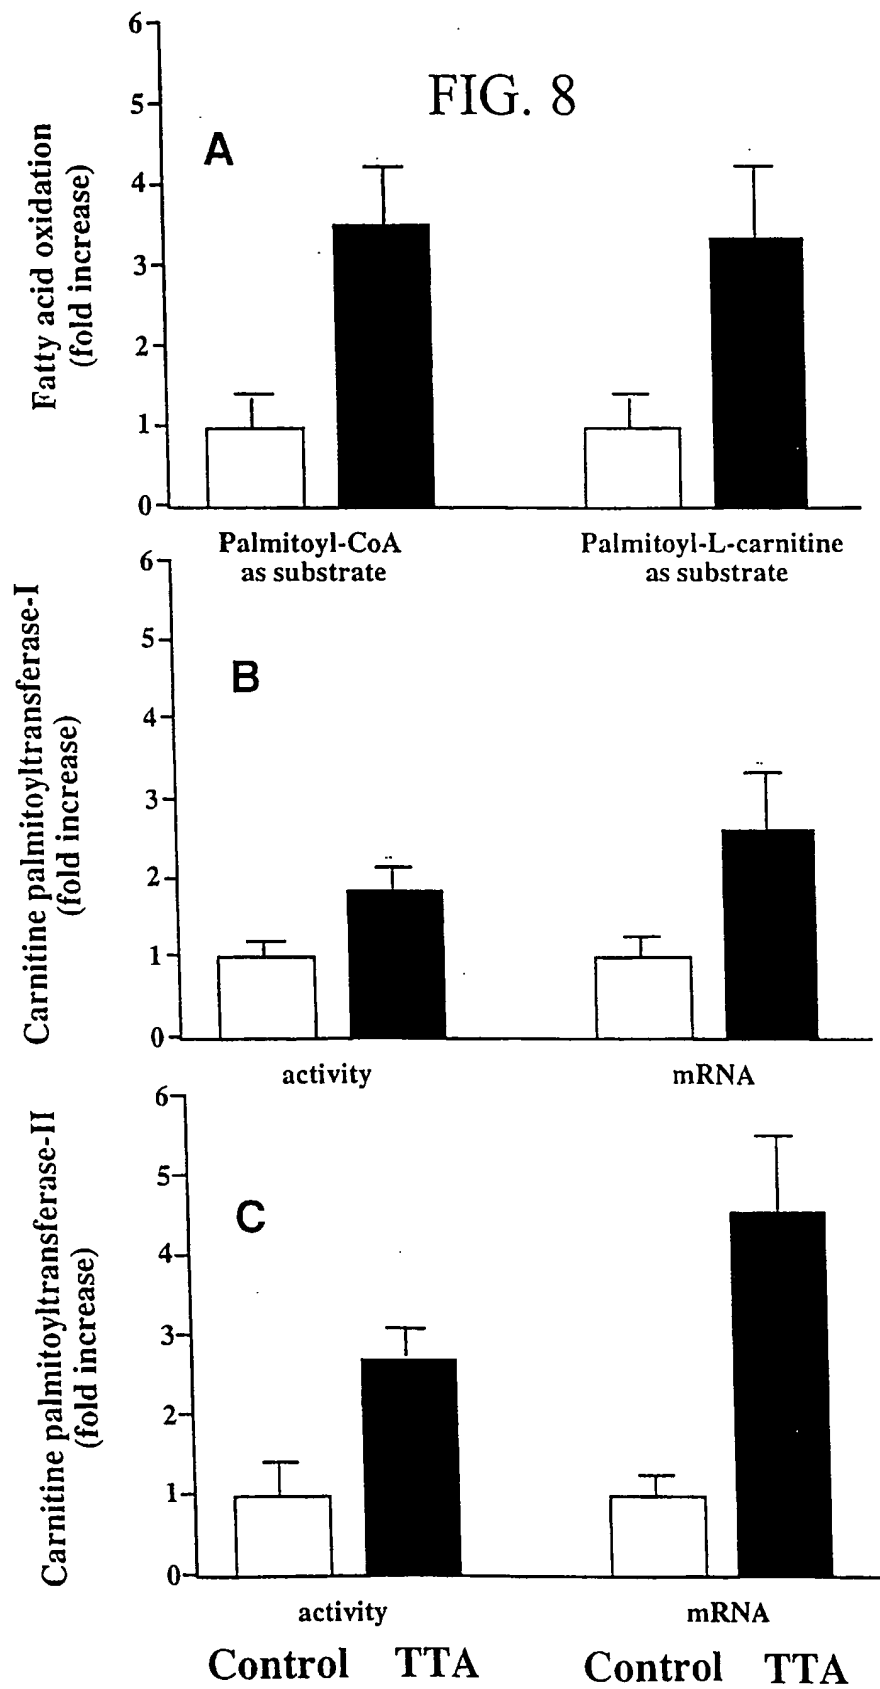 FIG. 8
A
Fatty acid oxidation
(fold increase)
6
5
4
3
2
1
0
Palmitoyl-CoA
as substrate
Palmitoyl-L-carnitine
as substrate
B
Carnitine palmitoyltransferase-I
(fold increase)
6
5
4
3
2
1
0
activity
mRNA
C
Carnitine palmitoyltransferase-II
(fold increase)
6
5
4
3
2
1
0
activity
mRNA
Control TTA
Control TTA